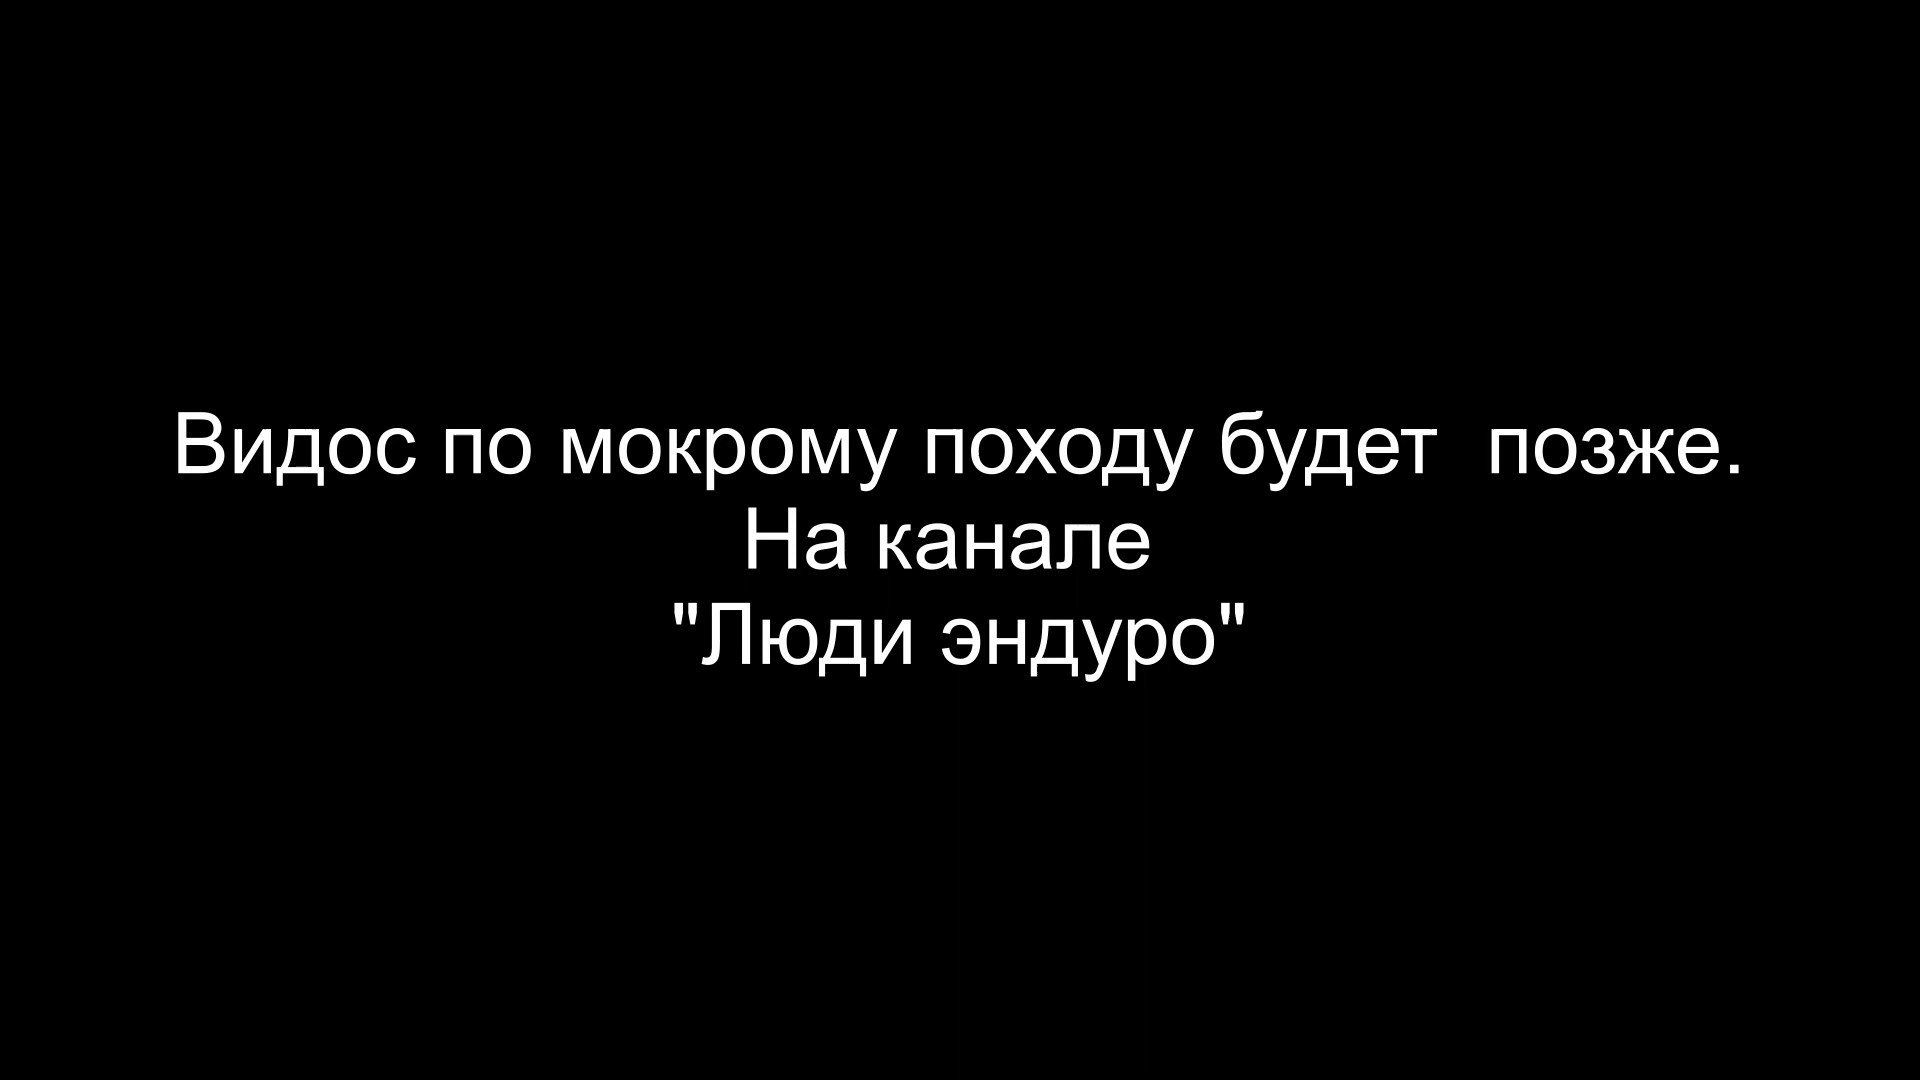 Видос по мокрому походу будет  позже.
На канале
"Люди эндуро"